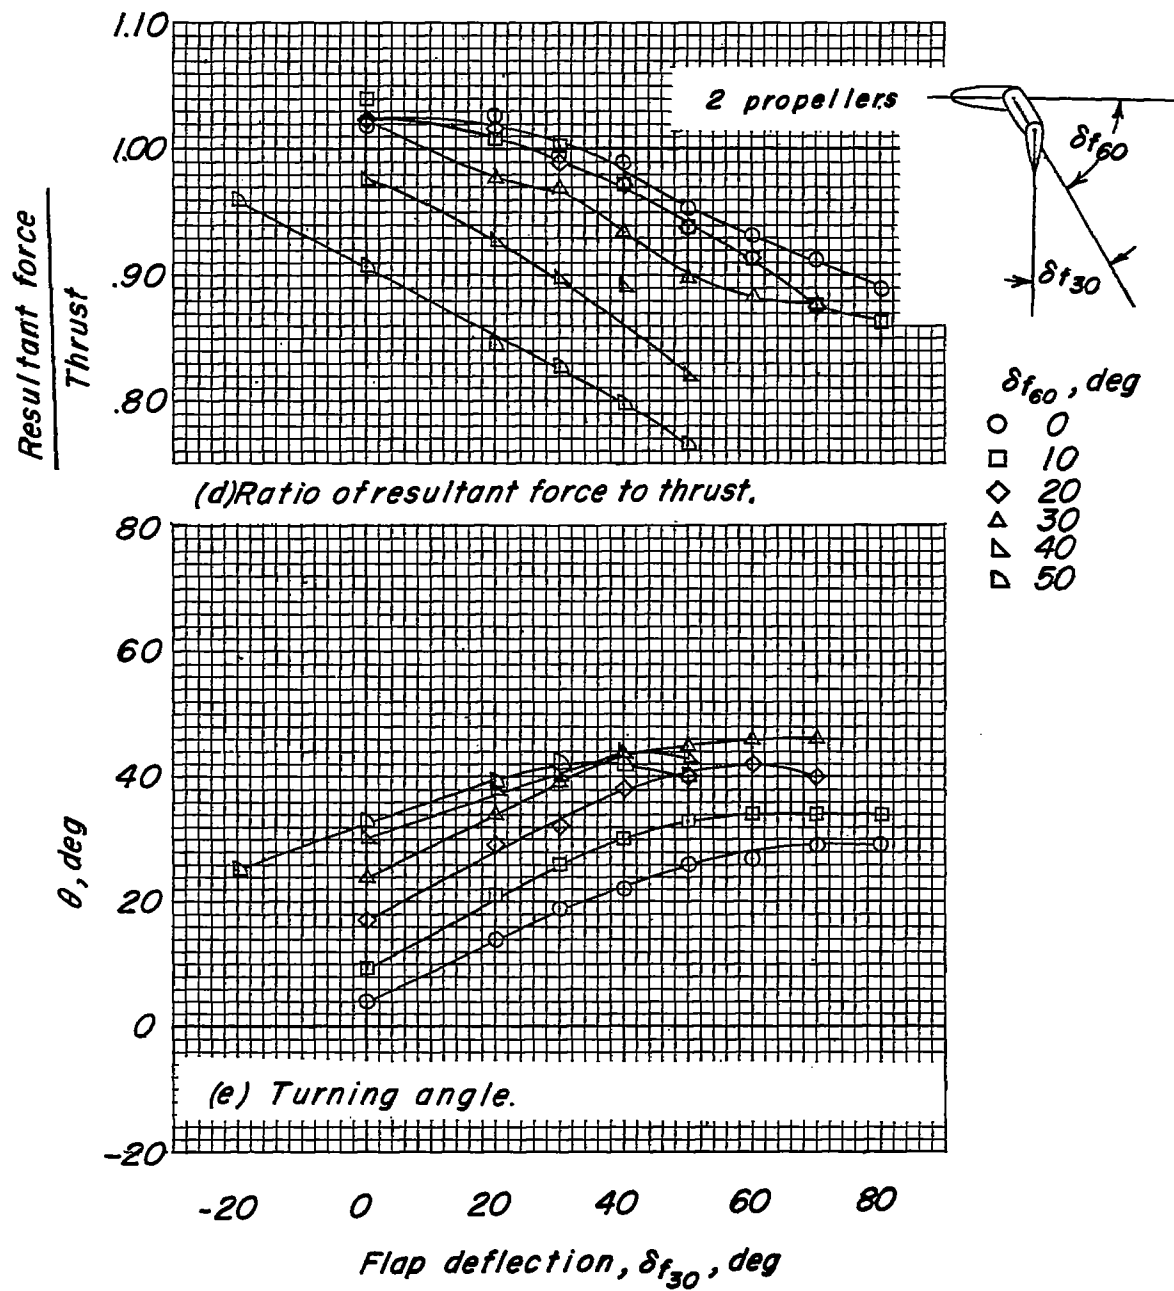 1.10
1.00
.90
.80
Resultant force
Thrust
2 propellers
δf60
δf30
(d)Ratio of resultant force to thrust.
δf60, deg
0
10
20
30
40
50
80
60
40
20
0
-20
θ, deg
(e) Turning angle.
-20 0 20 40 60 80
Flap deflection, δf30, deg